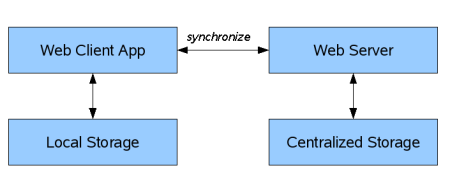 synchronize
Web Client App
Web Server
Local Storage
Centralized Storage